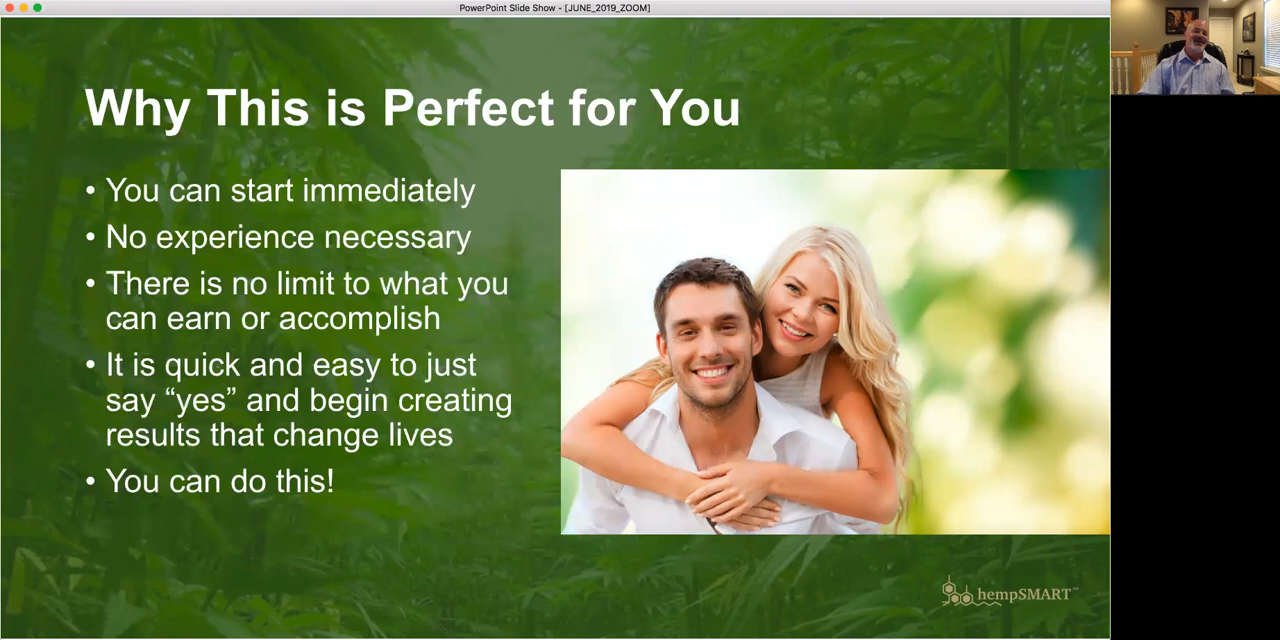 PowerPoint Slide Show - [JUNE_2019_ZOOM]
Why This is Perfect for You
• You can start immediately
• No experience necessary
• There is no limit to what you
can earn or accomplish
• It is quick and easy to just
say “yes” and begin creating
results that change lives
• You can do this!
hempSMART™